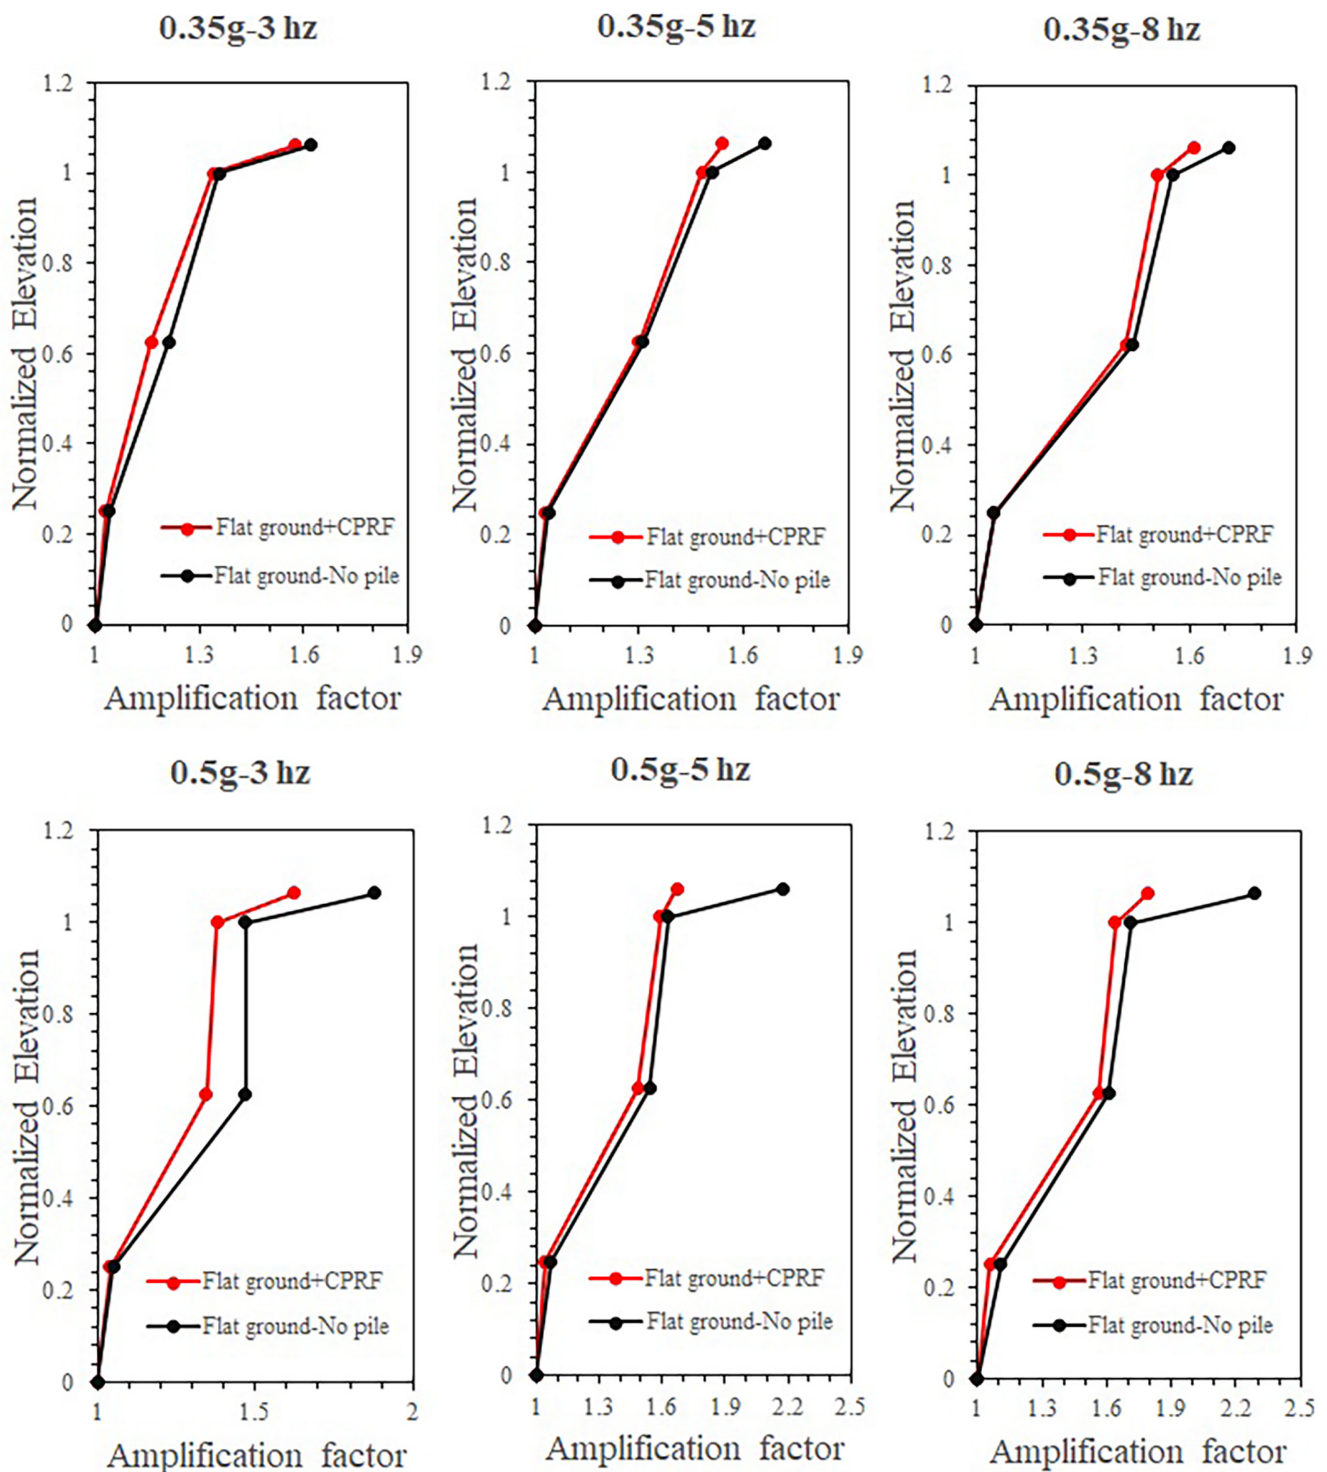 0.35g-3 hz
1.2
1
0.8
0.6
0.4
0.2
0
Normalized Elevation
Flat ground+CPRF
Flat ground-No pile
1 1.3 1.6 1.9
Amplification factor
0.35g-5 hz
1.2
1
0.8
0.6
0.4
0.2
0
Normalized Elevation
Flat ground+CPRF
Flat ground-No pile
1 1.3 1.6 1.9
Amplification factor
0.35g-8 hz
1.2
1
0.8
0.6
0.4
0.2
0
Normalized Elevation
Flat ground+CPRF
Flat ground-No pile
1 1.3 1.6 1.9
Amplification factor
0.5g-3 hz
1.2
1
0.8
0.6
0.4
0.2
0
Normalized Elevation
Flat ground+CPRF
Flat ground-No pile
1 1.5 2
Amplification factor
0.5g-5 hz
1.2
1
0.8
0.6
0.4
0.2
0
Normalized Elevation
Flat ground+CPRF
Flat ground-No pile
1 1.3 1.6 1.9 2.2 2.5
Amplification factor
0.5g-8 hz
1.2
1
0.8
0.6
0.4
0.2
0
Normalized Elevation
Flat ground+CPRF
Flat ground-No pile
1 1.3 1.6 1.9 2.2 2.5
Amplification factor